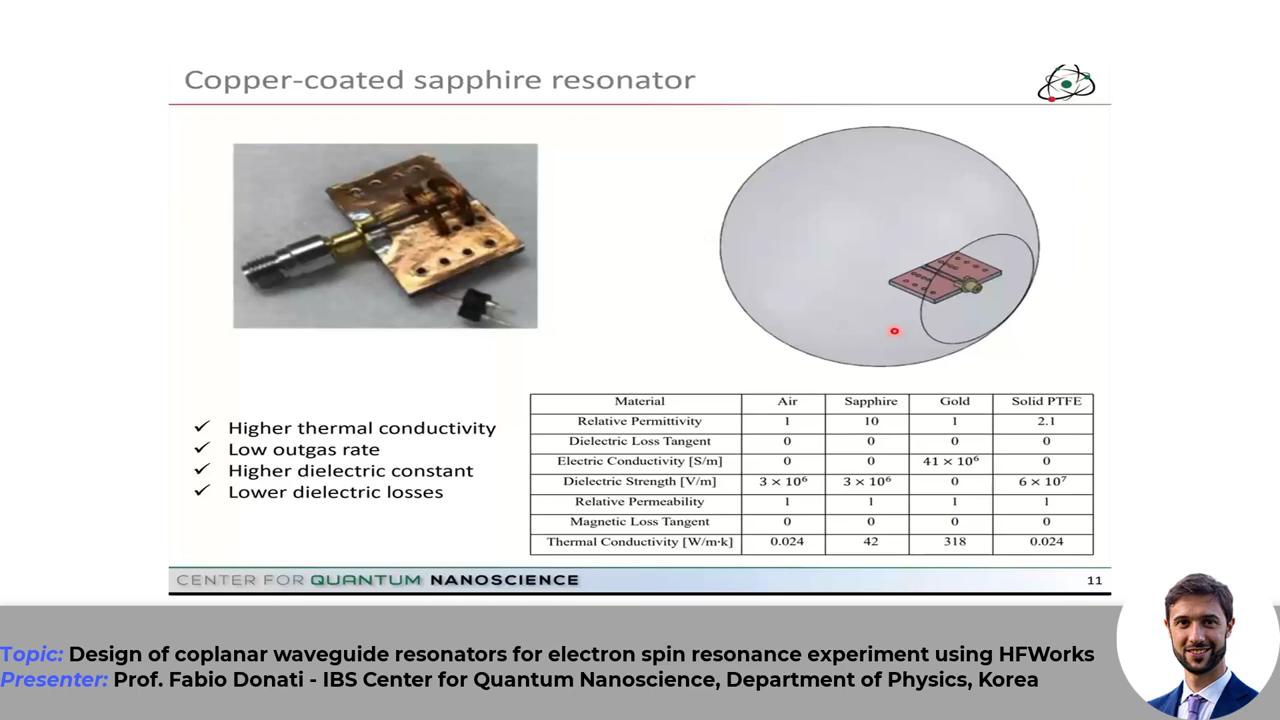 Copper-coated sapphire resonator
✓ Higher thermal conductivity
✓ Low outgas rate
✓ Higher dielectric constant
✓ Lower dielectric losses
Material Air Sapphire Gold Solid PTFE
Relative Permittivity 1 10 1 2.1
Dielectric Loss Tangent 0 0 0 0
Electric Conductivity [S/m] 0 0 41 × 10⁶ 0
Dielectric Strength [V/m] 3 × 10⁶ 3 × 10⁶ 0 6 × 10⁷
Relative Permeability 1 1 1 1
Magnetic Loss Tangent 0 0 0 0
Thermal Conductivity [W/m·k] 0.024 42 318 0.024
CENTER FOR QUANTUM NANOSCIENCE 11
Topic: Design of coplanar waveguide resonators for electron spin resonance experiment using HFWorks
Presenter: Prof. Fabio Donati - IBS Center for Quantum Nanoscience, Department of Physics, Korea